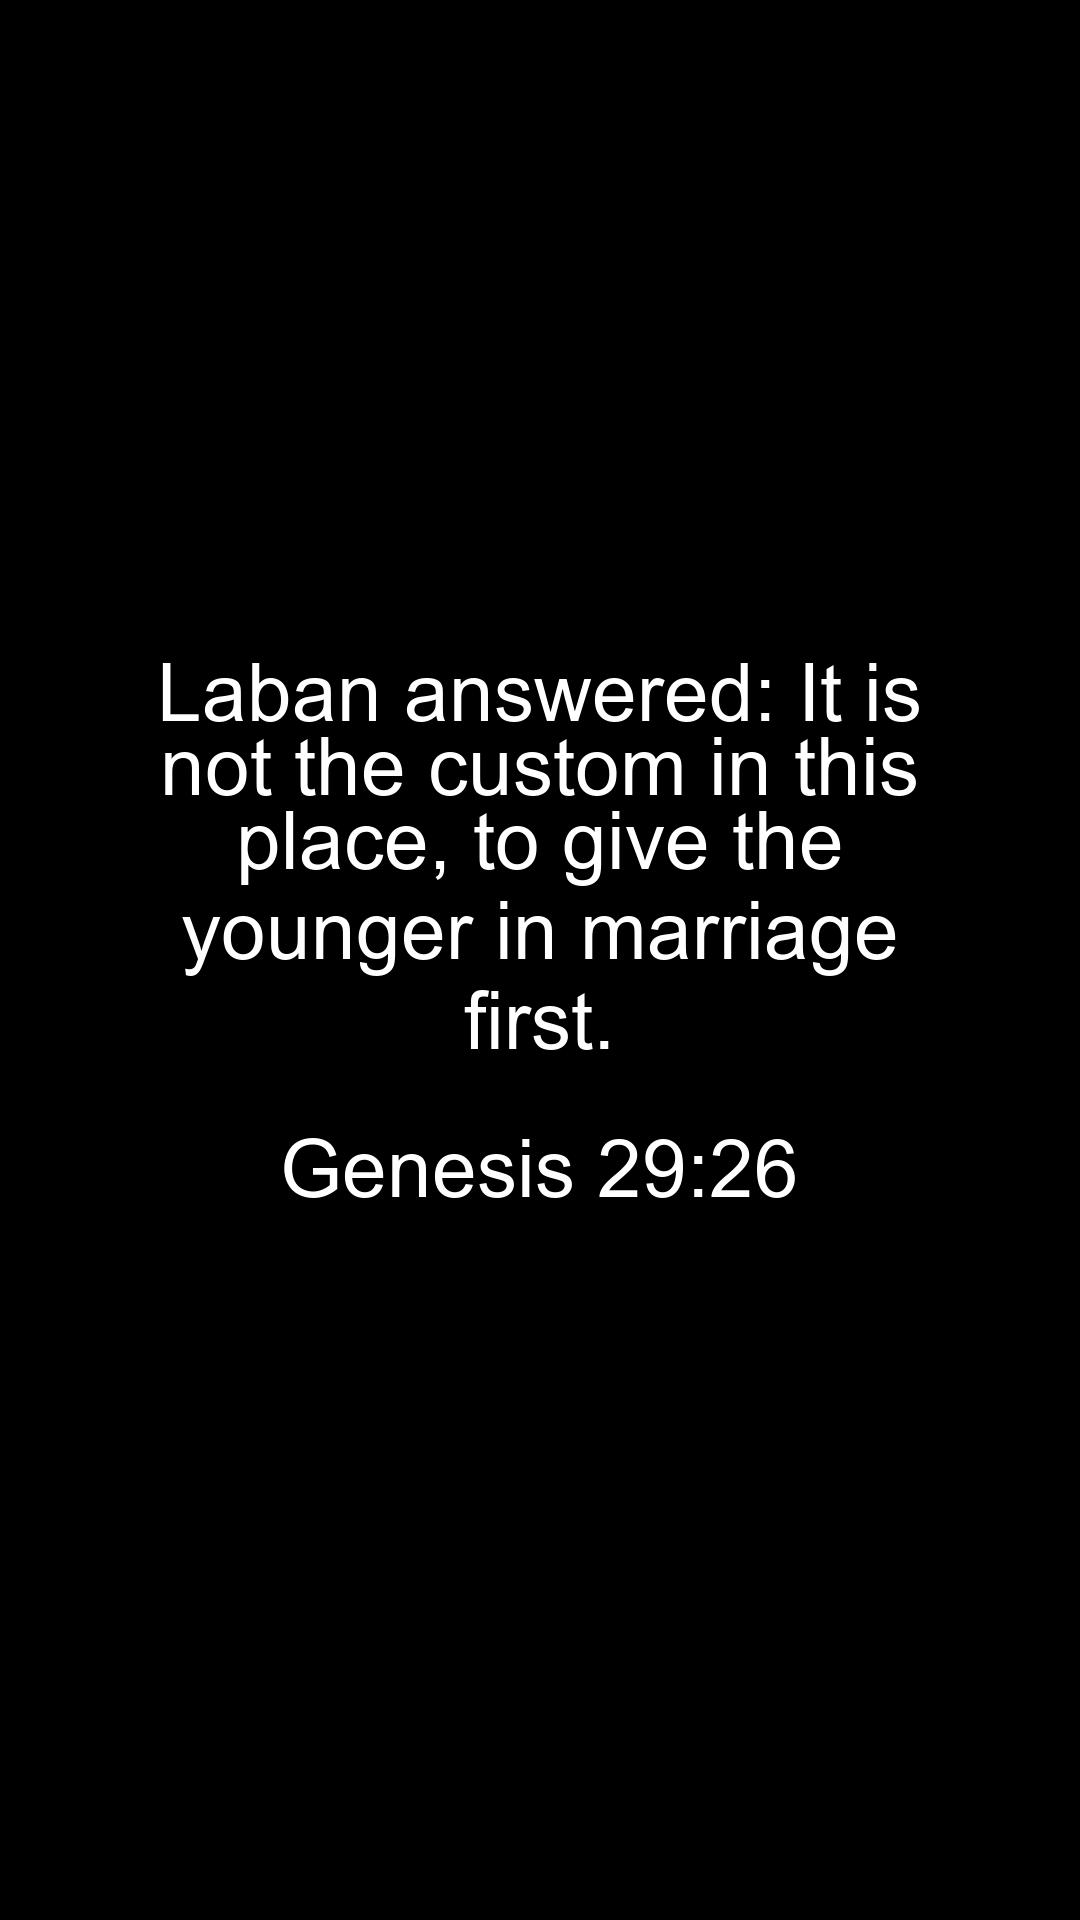 Laban answered: It is
not the custom in this
place, to give the
younger in marriage
first.
Genesis 29:26